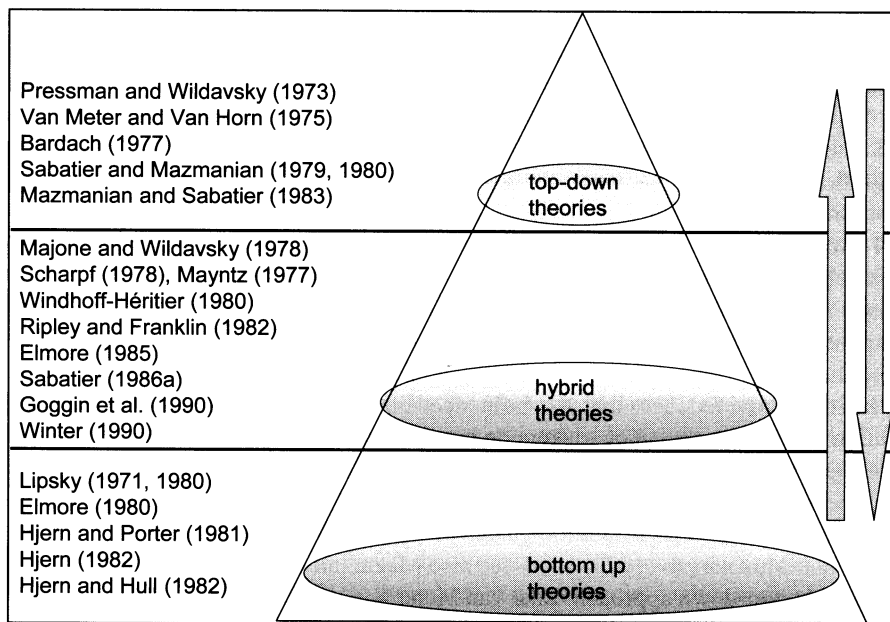 Pressman and Wildavsky (1973)
Van Meter and Van Horn (1975)
Bardach (1977)
Sabatier and Mazmanian (1979, 1980)
Mazmanian and Sabatier (1983)
top-down
theories
Majone and Wildavsky (1978)
Scharpf (1978), Mayntz (1977)
Windhoff-Héritier (1980)
Ripley and Franklin (1982)
Elmore (1985)
Sabatier (1986a)
Goggin et al. (1990)
Winter (1990)
hybrid
theories
Lipsky (1971, 1980)
Elmore (1980)
Hjern and Porter (1981)
Hjern (1982)
Hjern and Hull (1982)
bottom up
theories